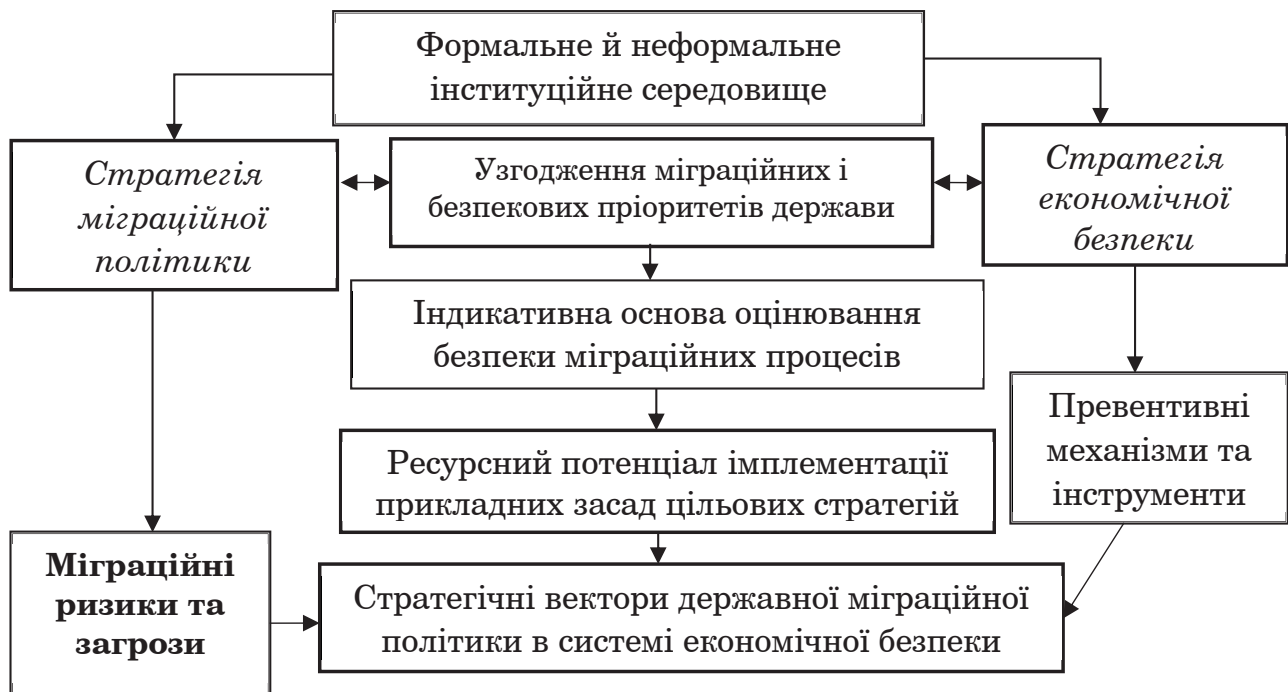 Формальне й неформальне
інституційне середовище
Стратегія
міграційної
політики
Узгодження міграційних і
безпекових пріоритетів держави
Стратегія
економічної
безпеки
Індикативна основа оцінювання
безпеки міграційних процесів
Превентивні
механізми та
інструменти
Ресурсний потенціал імплементації
прикладних засад цільових стратегій
Міграційні
ризики та
загрози
Стратегічні вектори державної міграційної
політики в системі економічної безпеки